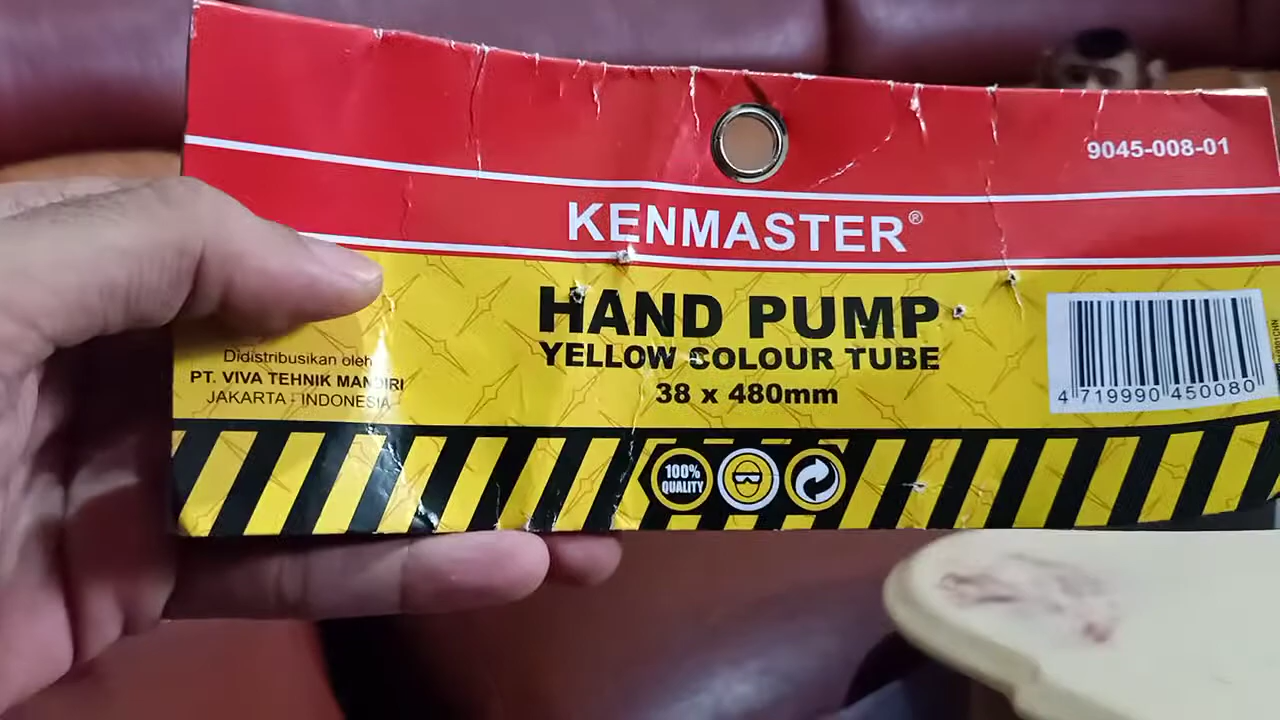 9045-008-01
KENMASTER®
HAND PUMP
YELLOW COLOUR TUBE
38 x 480mm
Didistribusikan oleh
PT. VIVA TEHNIK MANDIRI
JAKARTA - INDONESIA
4 719990 450080
100%
QUALITY